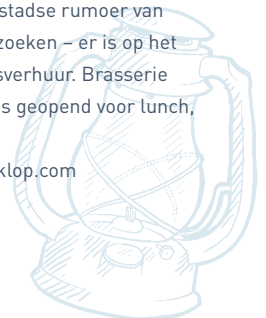 stadse rumoer van
zoeken – er is op het
sverhuur. Brasserie
s geopend voor lunch,
klop.com